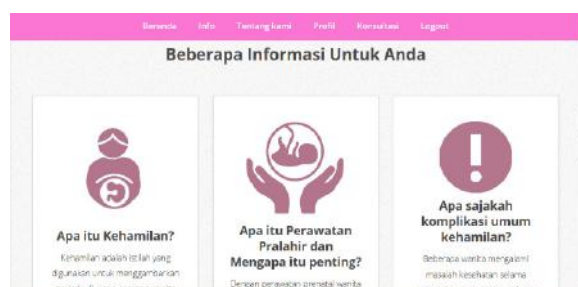 Beranda Info Tentang kami Profil Konsultasi Logout
Beberapa Informasi Untuk Anda
Apa itu Kehamilan?
Kehamilan adalah istilah yang
digunakan untuk menggambarkan
Apa itu Perawatan
Pralahir dan
Mengapa itu penting?
Dengan perawatan prenatal wanita
Apa sajakah
komplikasi umum
kehamilan?
Beberapa wanita mengalami
masalah kesehatan selama